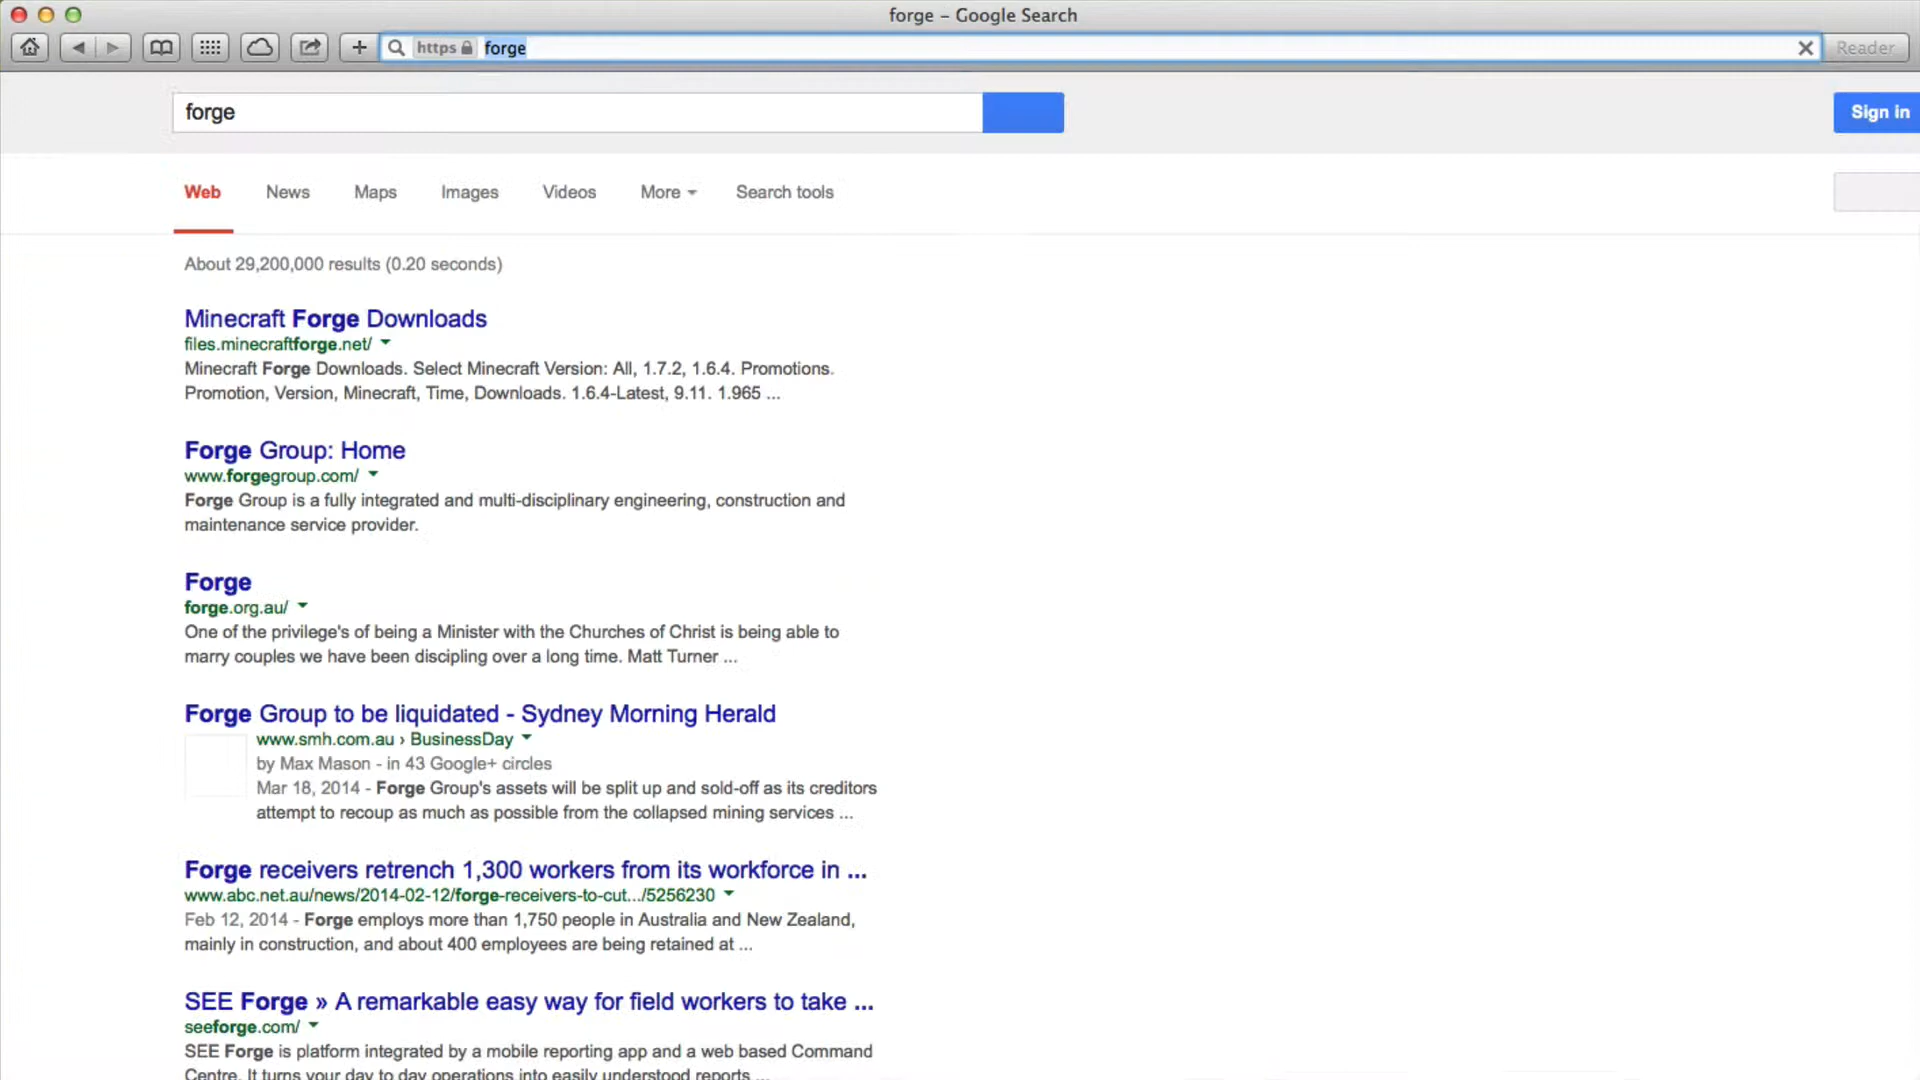 forge – Google Search
https forge
Reader
forge
Sign in
Web News Maps Images Videos More Search tools
About 29,200,000 results (0.20 seconds)
Minecraft Forge Downloads
files.minecraftforge.net/
Minecraft Forge Downloads. Select Minecraft Version: All, 1.7.2, 1.6.4. Promotions.
Promotion, Version, Minecraft, Time, Downloads. 1.6.4-Latest, 9.11. 1.965 ...
Forge Group: Home
www.forgegroup.com/
Forge Group is a fully integrated and multi-disciplinary engineering, construction and
maintenance service provider.
Forge
forge.org.au/
One of the privilege's of being a Minister with the Churches of Christ is being able to
marry couples we have been discipling over a long time. Matt Turner ...
Forge Group to be liquidated - Sydney Morning Herald
www.smh.com.au › BusinessDay
by Max Mason - in 43 Google+ circles
Mar 18, 2014 - Forge Group's assets will be split up and sold-off as its creditors
attempt to recoup as much as possible from the collapsed mining services ...
Forge receivers retrench 1,300 workers from its workforce in ...
www.abc.net.au/news/2014-02-12/forge-receivers-to-cut.../5256230
Feb 12, 2014 - Forge employs more than 1,750 people in Australia and New Zealand,
mainly in construction, and about 400 employees are being retained at ...
SEE Forge » A remarkable easy way for field workers to take ...
seeforge.com/
SEE Forge is platform integrated by a mobile reporting app and a web based Command
Centre. It turns your day to day operations into easily understood reports ...